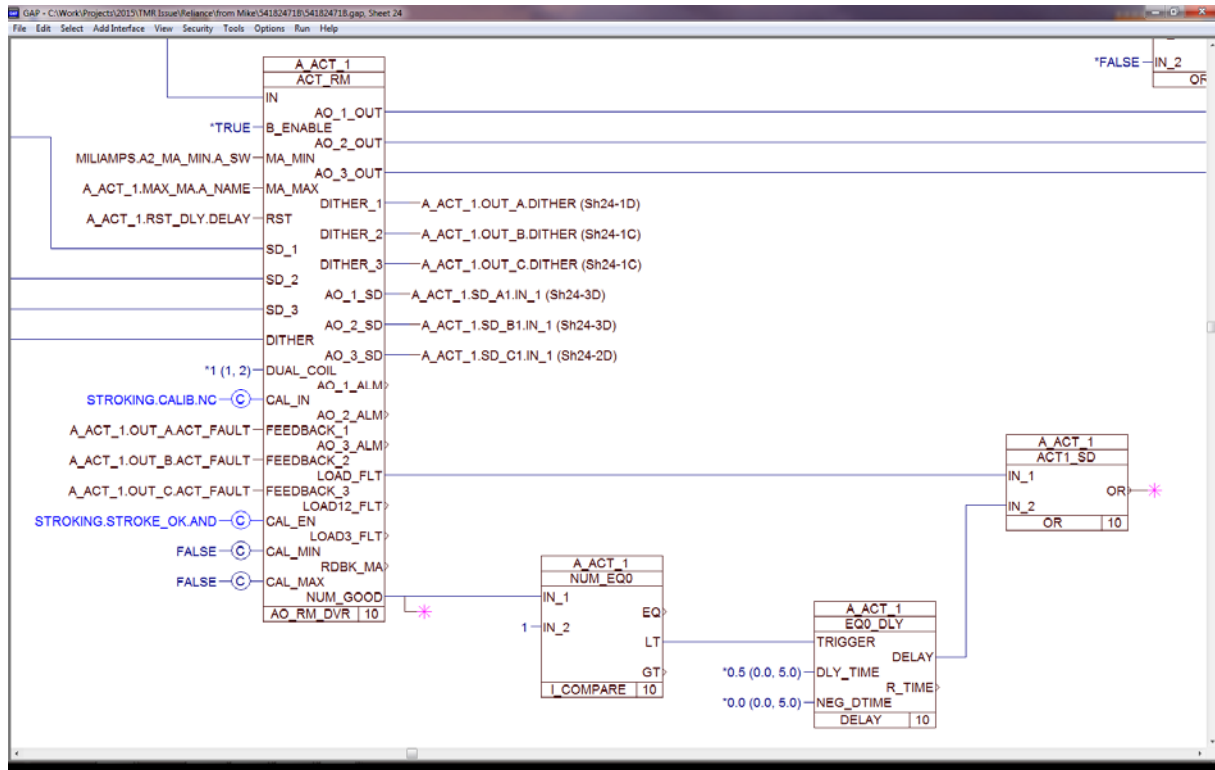 GAP - C:\Work\Projects\2015\TMR Issue\Reliance\from Mike\541824718\541824718.gap, Sheet 24
File Edit Select Add Interface View Security Tools Options Run Help
A_ACT_1
ACT_RM
IN
AO_1_OUT
*TRUE B_ENABLE
AO_2_OUT
MILIAMPS.A2_MA_MIN.A_SW MA_MIN
AO_3_OUT
A_ACT_1.MAX_MA.A_NAME MA_MAX
DITHER_1 A_ACT_1.OUT_A.DITHER (Sh24-1D)
A_ACT_1.RST_DLY.DELAY RST
DITHER_2 A_ACT_1.OUT_B.DITHER (Sh24-1C)
SD_1
DITHER_3 A_ACT_1.OUT_C.DITHER (Sh24-1C)
SD_2
AO_1_SD A_ACT_1.SD_A1.IN_1 (Sh24-3D)
SD_3
AO_2_SD A_ACT_1.SD_B1.IN_1 (Sh24-3D)
DITHER
AO_3_SD A_ACT_1.SD_C1.IN_1 (Sh24-2D)
*1 (1, 2) DUAL_COIL
AO_1_ALM
STROKING.CALIB.NC C CAL_IN
AO_2_ALM
A_ACT_1.OUT_A.ACT_FAULT FEEDBACK_1
AO_3_ALM
A_ACT_1.OUT_B.ACT_FAULT FEEDBACK_2
LOAD_FLT
A_ACT_1.OUT_C.ACT_FAULT FEEDBACK_3
LOAD12_FLT
STROKING.STROKE_OK.AND C CAL_EN
LOAD3_FLT
FALSE C CAL_MIN
RDBK_MA
FALSE C CAL_MAX
NUM_GOOD
AO_RM_DVR 10
*FALSE IN_2
OR
A_ACT_1
NUM_EQ0
IN_1
EQ
1 IN_2
LT
GT
I_COMPARE 10
A_ACT_1
EQ0_DLY
TRIGGER
DELAY
*0.5 (0.0, 5.0) DLY_TIME
R_TIME
*0.0 (0.0, 5.0) NEG_DTIME
DELAY 10
A_ACT_1
ACT1_SD
IN_1
OR
IN_2
OR 10